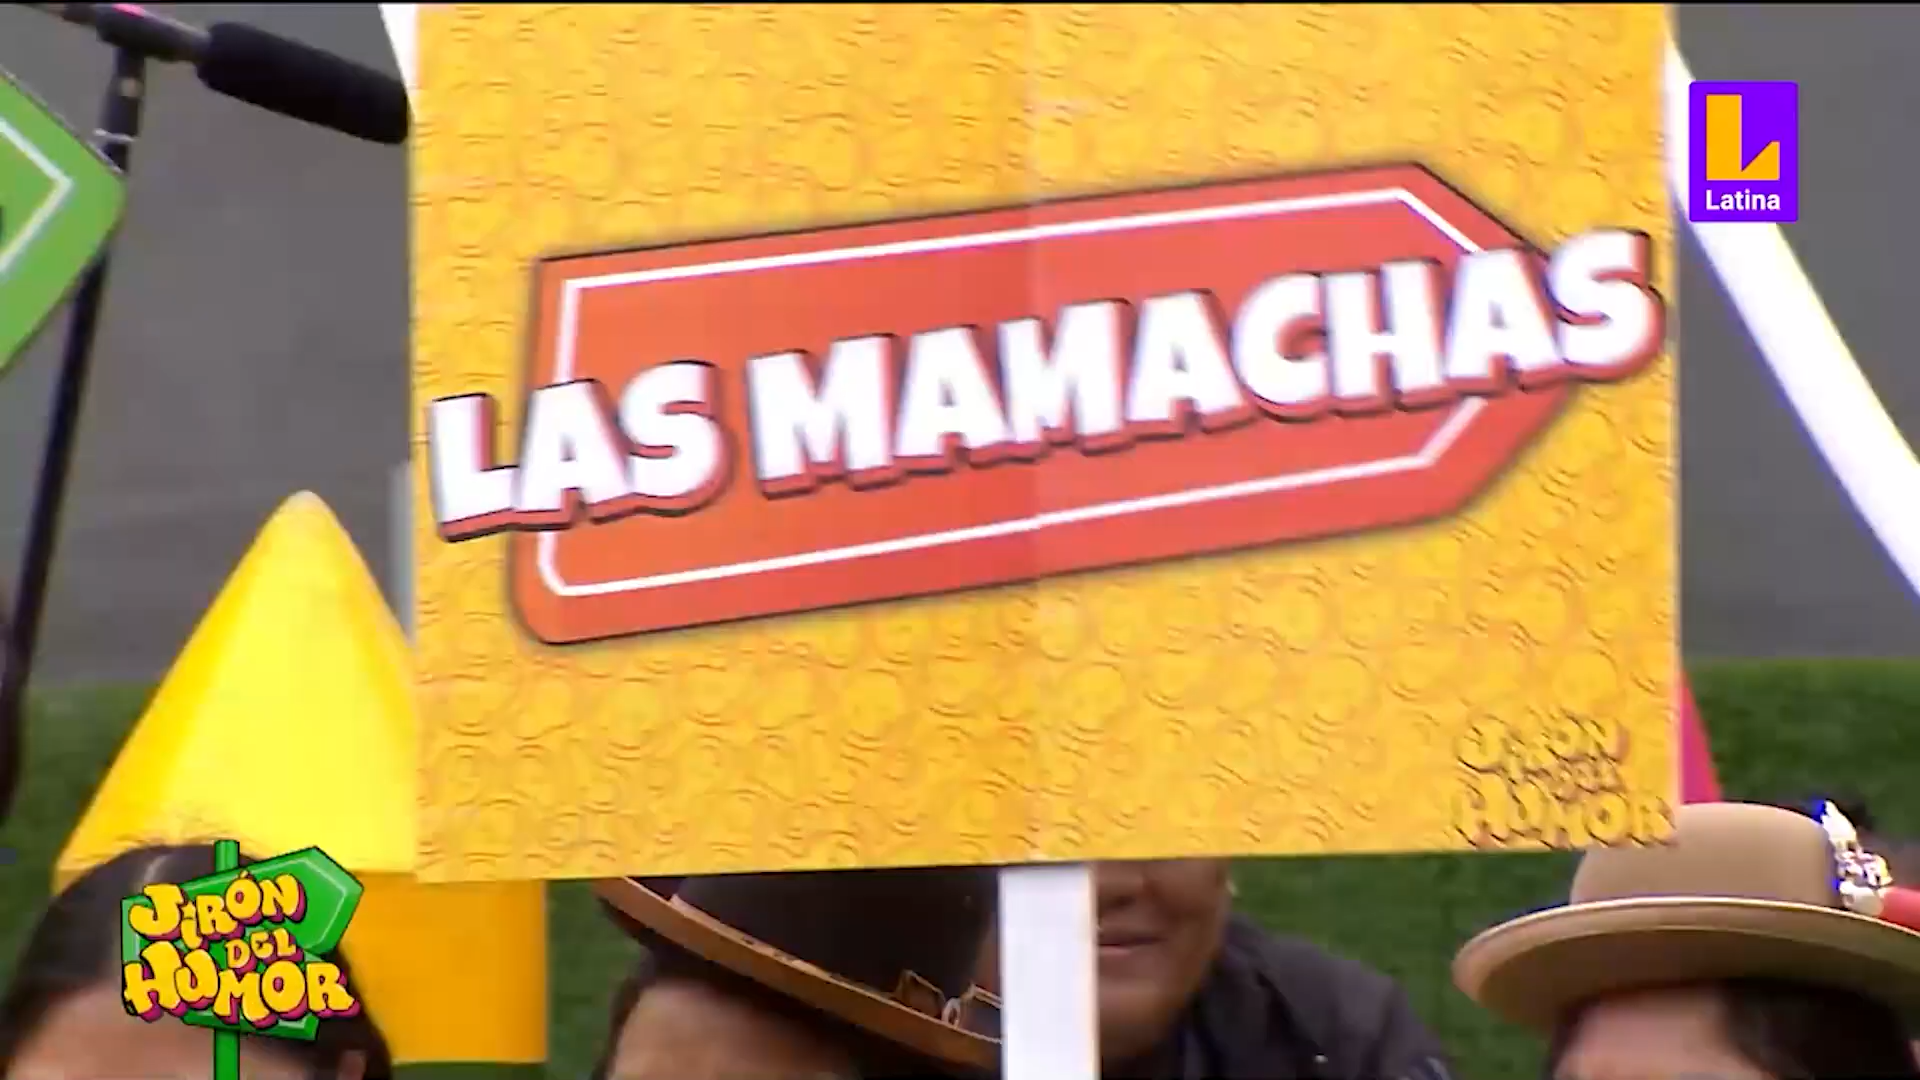 Latina
LAS MAMACHAS
JIRÓN
DEL
HUMOR
JIRÓN
DEL
HUMOR